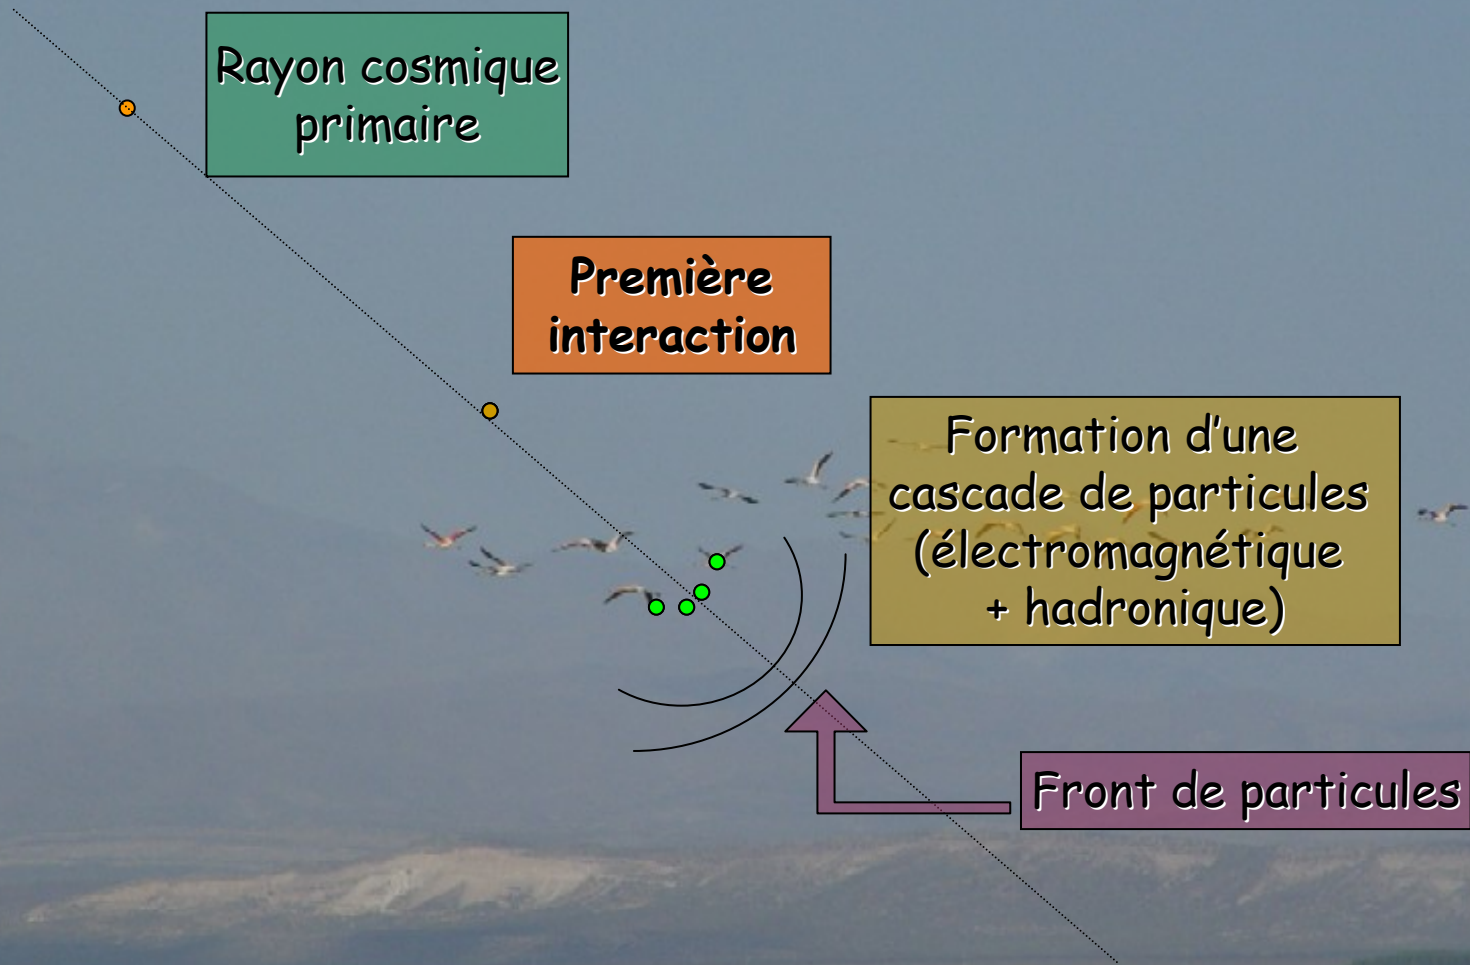 Rayon cosmique
primaire
Première
interaction
Formation d’une
cascade de particules
(électromagnétique
+ hadronique)
Front de particules